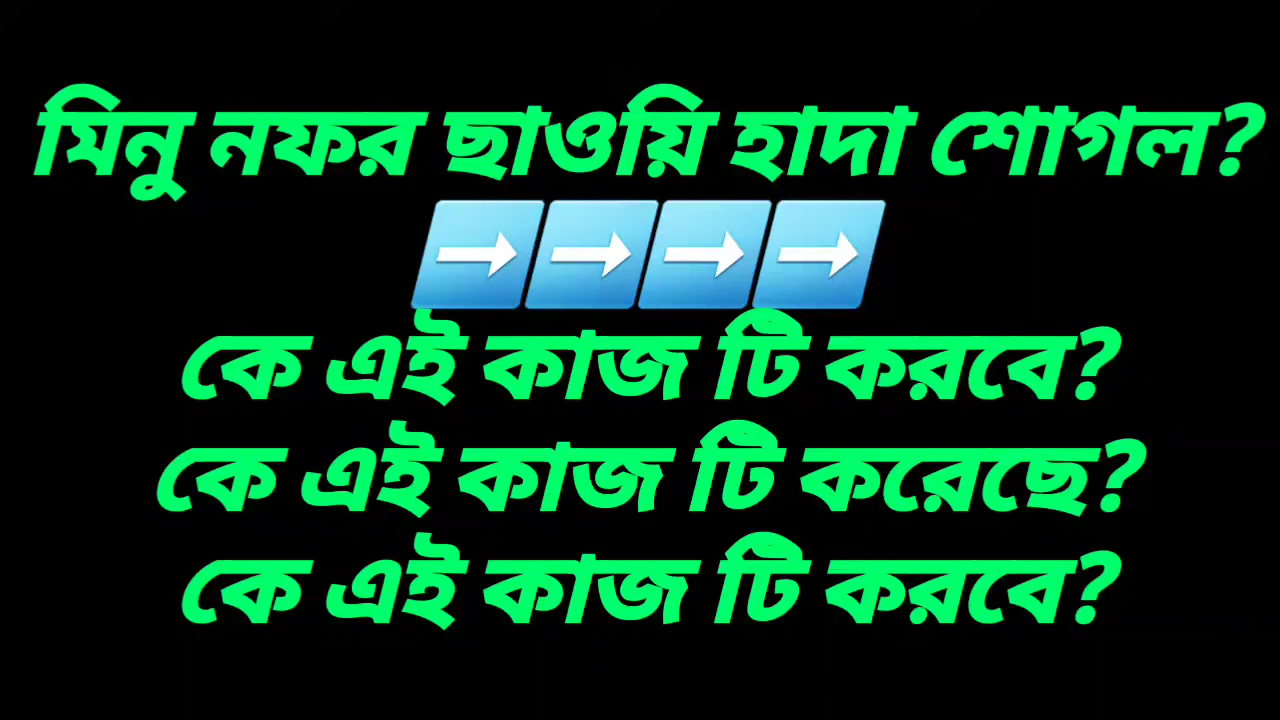 মিনু নফর ছাওয়ি হাদা শোগল?
➡️➡️➡️➡️
কে এই কাজ টি করবে?
কে এই কাজ টি করেছে?
কে এই কাজ টি করবে?